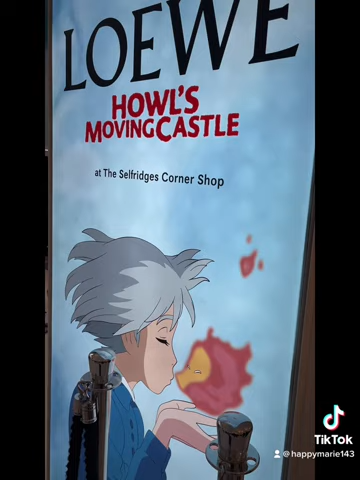 LOEWE
HOWL'S
MOVING CASTLE
at The Selfridges Corner Shop
TikTok
@happymarie143